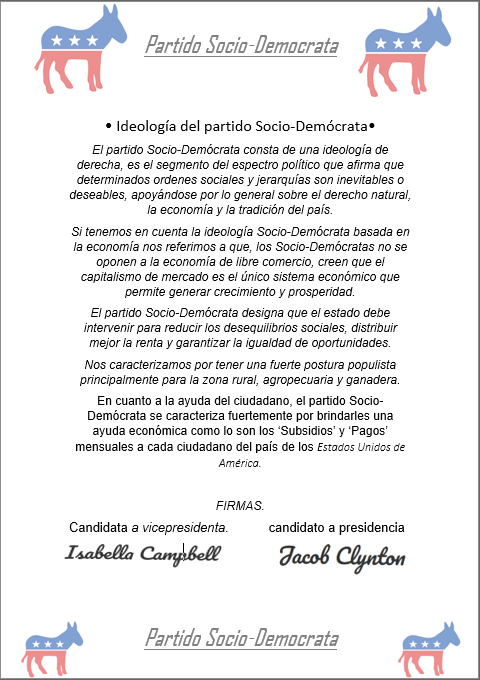 Partido Socio-Democrata
• Ideología del partido Socio-Demócrata•
El partido Socio-Demócrata consta de una ideología de
derecha, es el segmento del espectro político que afirma que
determinados ordenes sociales y jerarquías son inevitables o
deseables, apoyándose por lo general sobre el derecho natural,
la economía y la tradición del país.
Si tenemos en cuenta la ideología Socio-Demócrata basada en
la economía nos referimos a que, los Socio-Demócratas no se
oponen a la economía de libre comercio, creen que el
capitalismo de mercado es el único sistema económico que
permite generar crecimiento y prosperidad.
El partido Socio-Demócrata designa que el estado debe
intervenir para reducir los desequilibrios sociales, distribuir
mejor la renta y garantizar la igualdad de oportunidades.
Nos caracterizamos por tener una fuerte postura populista
principalmente para la zona rural, agropecuaria y ganadera.
En cuanto a la ayuda del ciudadano, el partido Socio-
Demócrata se caracteriza fuertemente por brindarles una
ayuda económica como lo son los ‘Subsidios’ y ‘Pagos’
mensuales a cada ciudadano del país de los Estados Unidos de
América.
FIRMAS.
Candidata a vicepresidenta. candidato a presidencia
Isabella Campbell Jacob Clynton
Partido Socio-Democrata